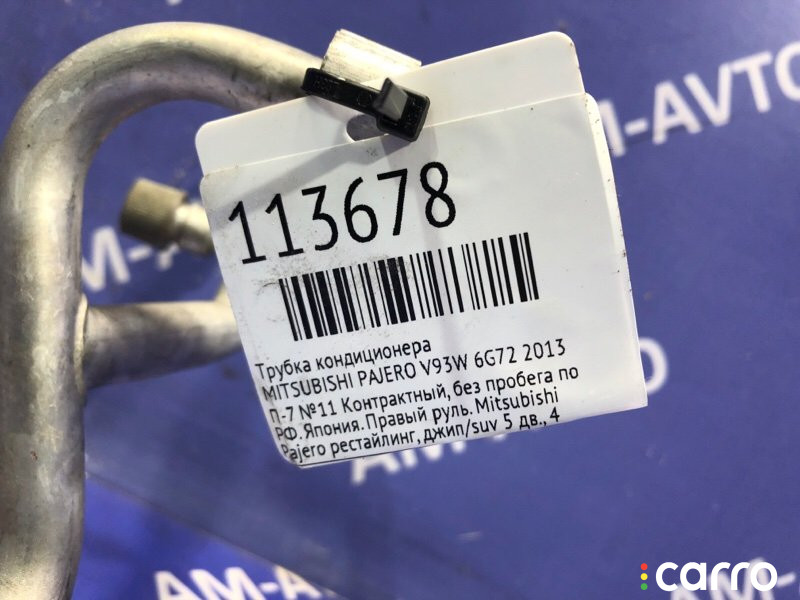 M-AVTO
113678
Трубка кондиционера
MITSUBISHI PAJERO V93W 6G72 2013
П-7 №11 Контрактный, без пробега по
РФ. Япония. Правый руль. Mitsubishi
Pajero рестайлинг, джип/suv 5 дв., 4
AM-AV
carro